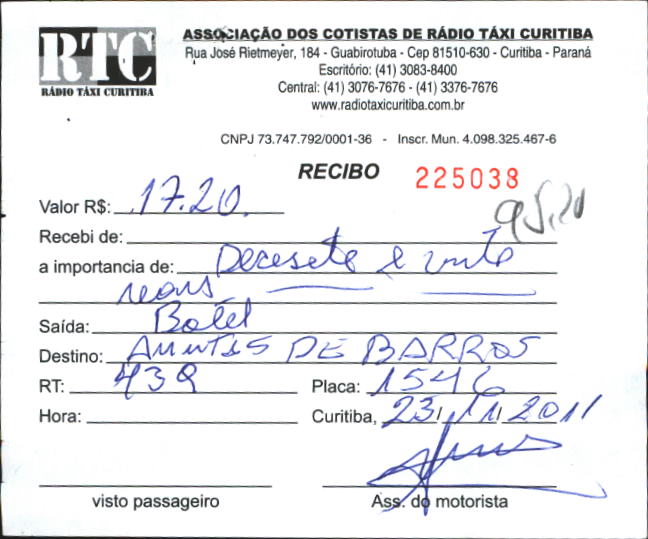 RTC
RÁDIO TÁXI CURITIBA
ASSOCIAÇÃO DOS COTISTAS DE RÁDIO TÁXI CURITIBA
Rua José Rietmeyer, 184 - Guabirotuba - Cep 81510-630 - Curitiba - Paraná
Escritório: (41) 3083-8400
Central: (41) 3076-7676 - (41) 3376-7676
www.radiotaxicuritiba.com.br
CNPJ 73.747.792/0001-36 - Inscr. Mun. 4.098.325.467-6
RECIBO 225038
Valor R$: 17.20
95,20
Recebi de:
a importancia de: Decesete e vinte
reais
Saída: Batel
Destino: AMINTAS DE BARROS
RT: 439 Placa: 1546
Hora: Curitiba, 23/11/2011
visto passageiro Ass. do motorista